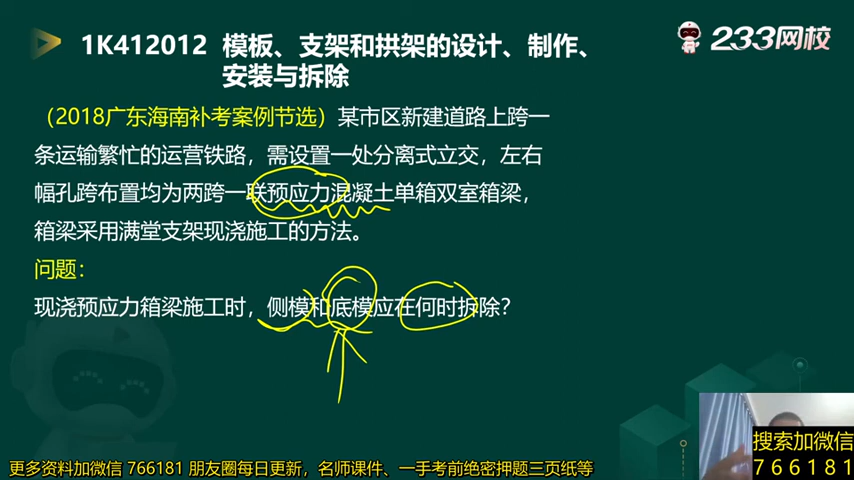 1K412012 模板、支架和拱架的设计、制作、
安装与拆除
233网校
（2018广东海南补考案例节选）某市区新建道路上跨一
条运输繁忙的运营铁路，需设置一处分离式立交，左右
幅孔跨布置均为两跨一联预应力混凝土单箱双室箱梁，
箱梁采用满堂支架现浇施工的方法。
问题：
现浇预应力箱梁施工时，侧模和底模应在何时拆除？
搜索加微信
766181
更多资料加微信 766181 朋友圈每日更新，名师课件、一手考前绝密押题三页纸等